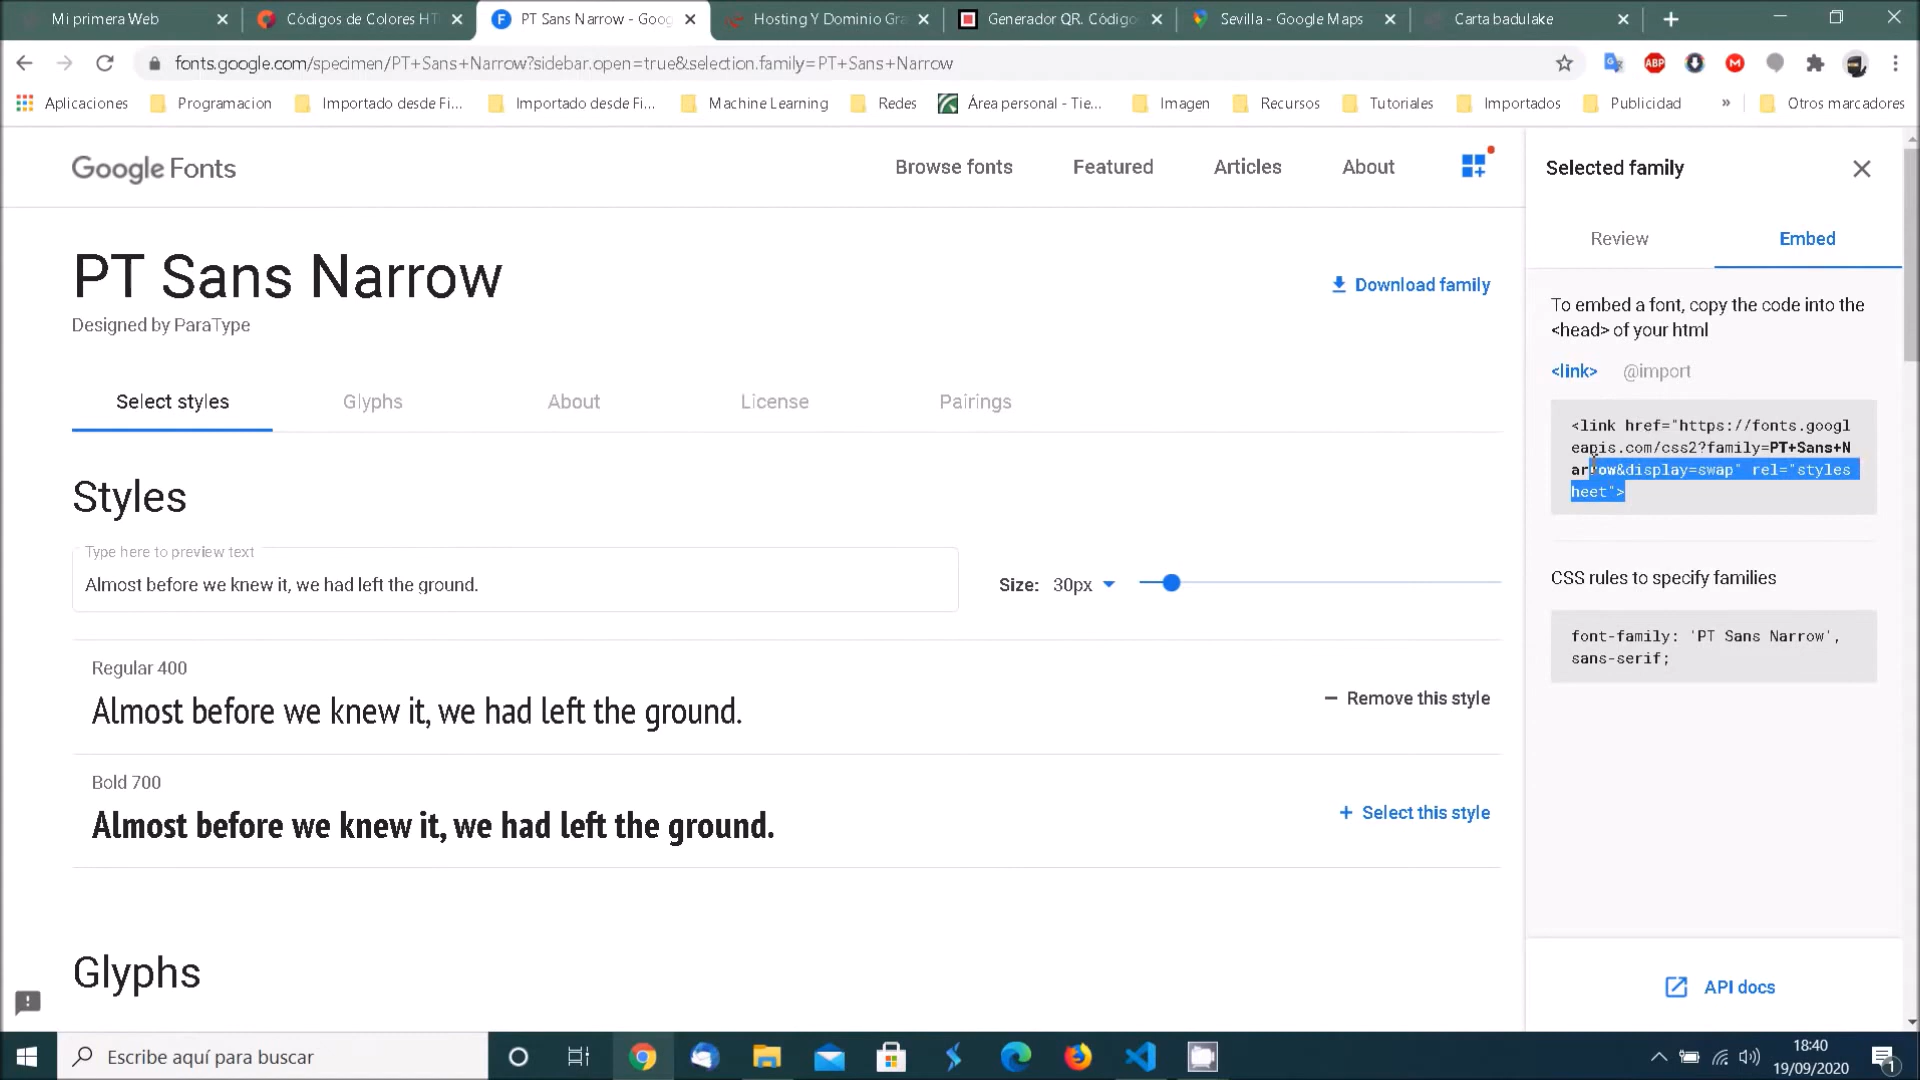 Mi primera Web
Códigos de Colores HT
PT Sans Narrow - Goog
Hosting Y Dominio Gra
Generador QR. Código
Sevilla - Google Maps
Carta badulake
fonts.google.com/specimen/PT+Sans+Narrow?sidebar.open=true&selection.family=PT+Sans+Narrow
ABP
Aplicaciones
Programacion
Importado desde Fi...
Importado desde Fi...
Machine Learning
Redes
Área personal - Tie...
Imagen
Recursos
Tutoriales
Importados
Publicidad
»
Otros marcadores
Google Fonts
Browse fonts
Featured
Articles
About
PT Sans Narrow
Designed by ParaType
Download family
Select styles
Glyphs
About
License
Pairings
Styles
Type here to preview text
Almost before we knew it, we had left the ground.
Size: 30px
Regular 400
Almost before we knew it, we had left the ground.
Remove this style
Bold 700
Almost before we knew it, we had left the ground.
Select this style
Glyphs
Selected family
Review
Embed
To embed a font, copy the code into the
<head> of your html
<link>
@import
<link href="https://fonts.googl
eapis.com/css2?family=PT+Sans+N
arrow&display=swap" rel="styles
heet">
CSS rules to specify families
font-family: 'PT Sans Narrow',
sans-serif;
API docs
Escribe aquí para buscar
18:40
19/09/2020
1